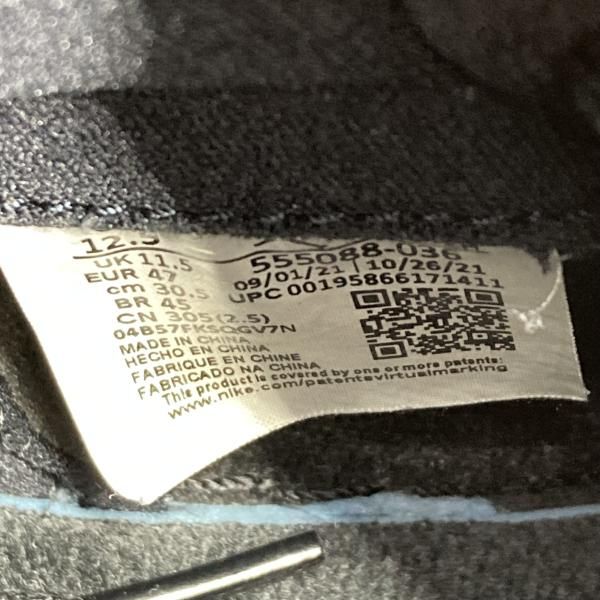 12.5
UK 11.5
EUR 47
cm 30.5
BR 45
CN 305(2.5)
04B57FKSQGV7N
MADE IN CHINA
HECHO EN CHINA
FABRIQUE EN CHINE
FABRICADO NA CHINA
This product is covered by one or more patents:
www.nike.com/patentsvirtualmarking
555088-036
09/01/21 | 10/26/21
UPC 00195866171411